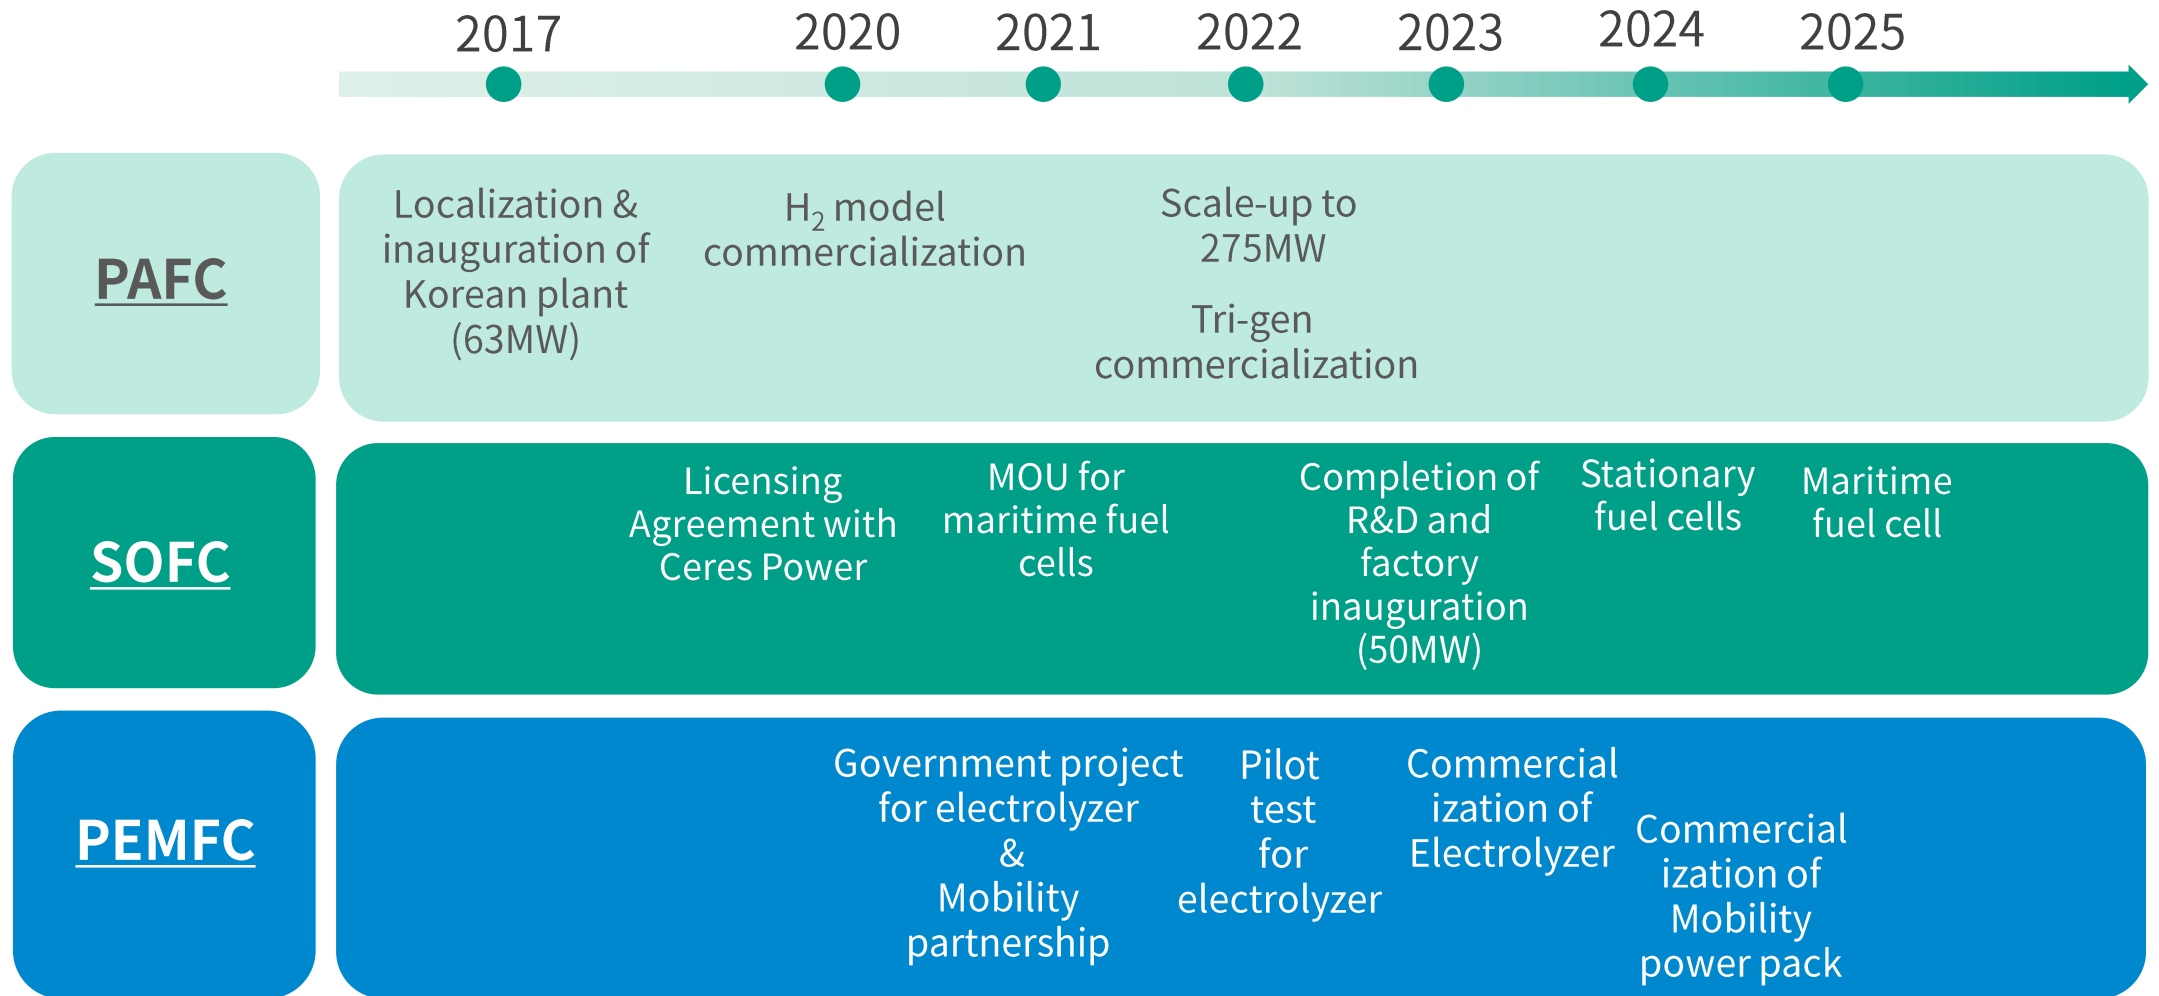 2017
2020
2021
2022
2023
2024
2025
PAFC
Localization &
inauguration of
Korean plant
(63MW)
H₂ model
commercialization
Scale-up to
275MW
Tri-gen
commercialization
SOFC
Licensing
Agreement with
Ceres Power
MOU for
maritime fuel
cells
Completion of
R&D and
factory
inauguration
(50MW)
Stationary
fuel cells
Maritime
fuel cell
PEMFC
Government project
for electrolyzer
&
Mobility
partnership
Pilot
test
for
electrolyzer
Commercial
ization of
Electrolyzer
Commercial
ization of
Mobility
power pack